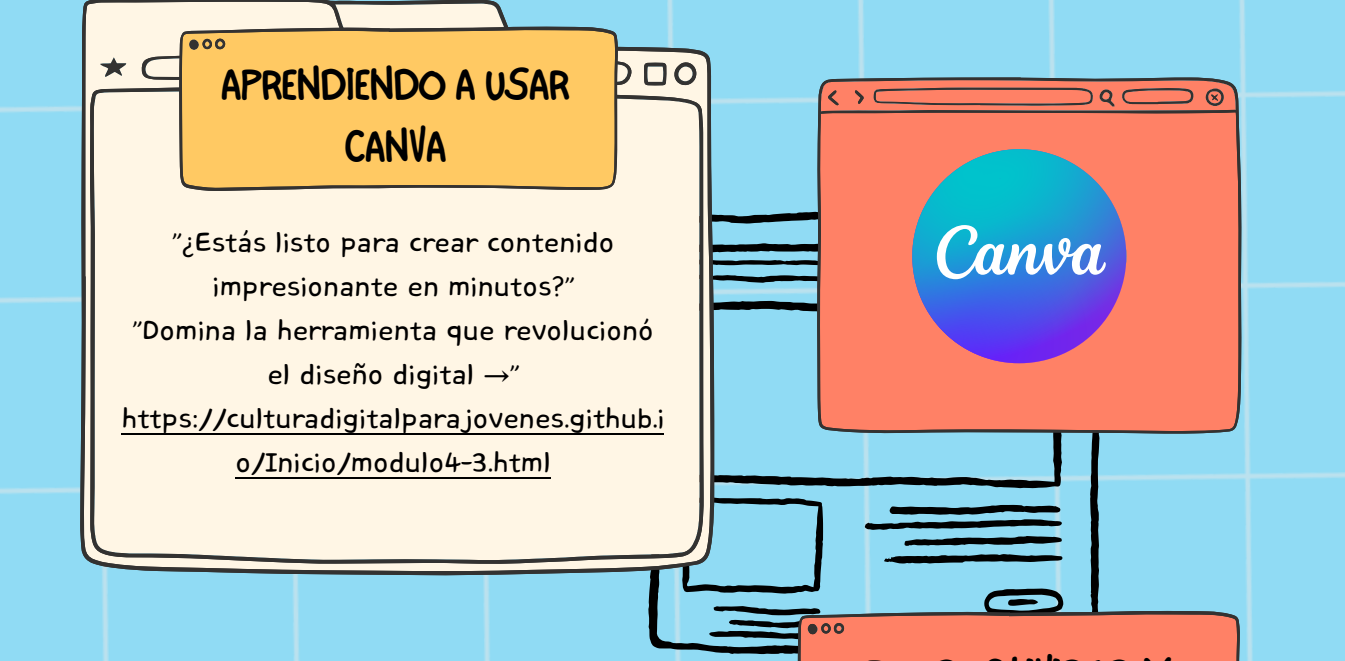 APRENDIENDO A USAR
CANVA
"¿Estás listo para crear contenido
impresionante en minutos?"
"Domina la herramienta que revolucionó
el diseño digital →"
https://culturadigitalparajovenes.github.i
o/Inicio/modulo4-3.html
Canva